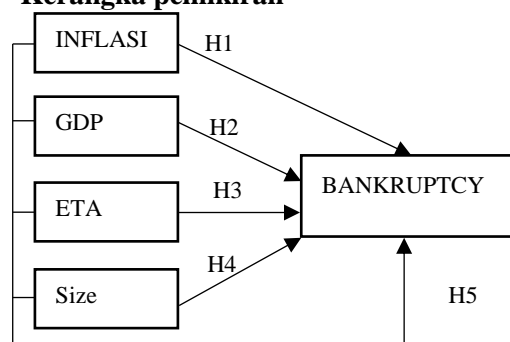 Kerangka pemikiran
INFLASI
H1
GDP
H2
BANKRUPTCY
ETA
H3
H4
Size
H5